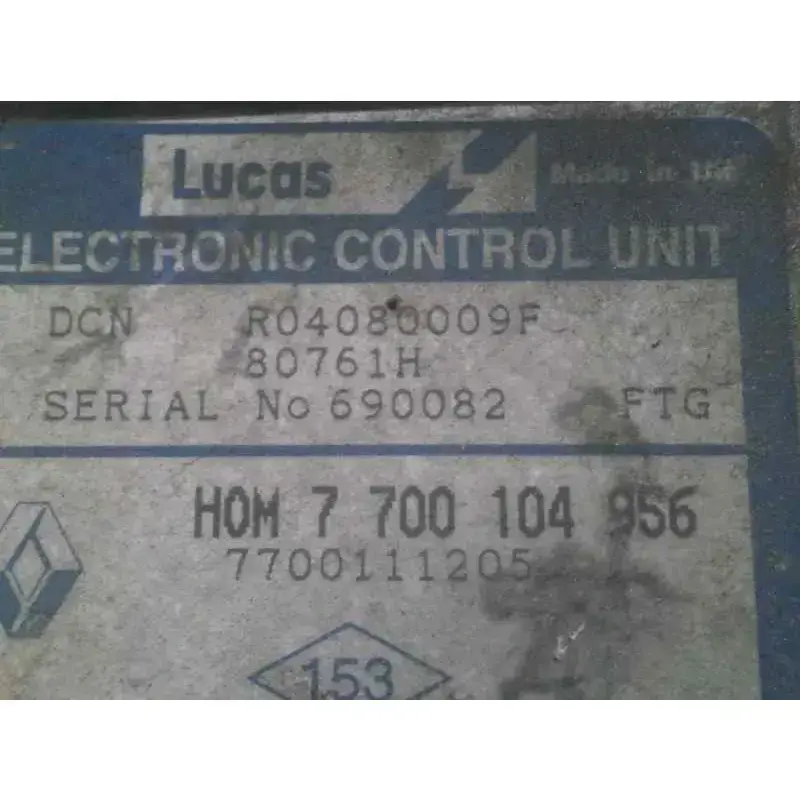 Lucas
Made in UK
ELECTRONIC CONTROL UNIT
DCN R04080009F
80761H
SERIAL No 690082 FTG
HOM 7 700 104 956
7700111205
153